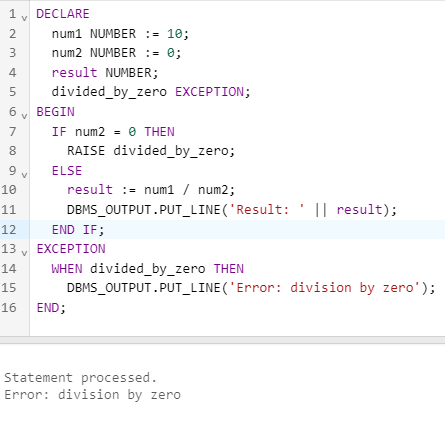 1 DECLARE
2 num1 NUMBER := 10;
3 num2 NUMBER := 0;
4 result NUMBER;
5 divided_by_zero EXCEPTION;
6 BEGIN
7 IF num2 = 0 THEN
8 RAISE divided_by_zero;
9 ELSE
10 result := num1 / num2;
11 DBMS_OUTPUT.PUT_LINE('Result: ' || result);
12 END IF;
13 EXCEPTION
14 WHEN divided_by_zero THEN
15 DBMS_OUTPUT.PUT_LINE('Error: division by zero');
16 END;
Statement processed.
Error: division by zero